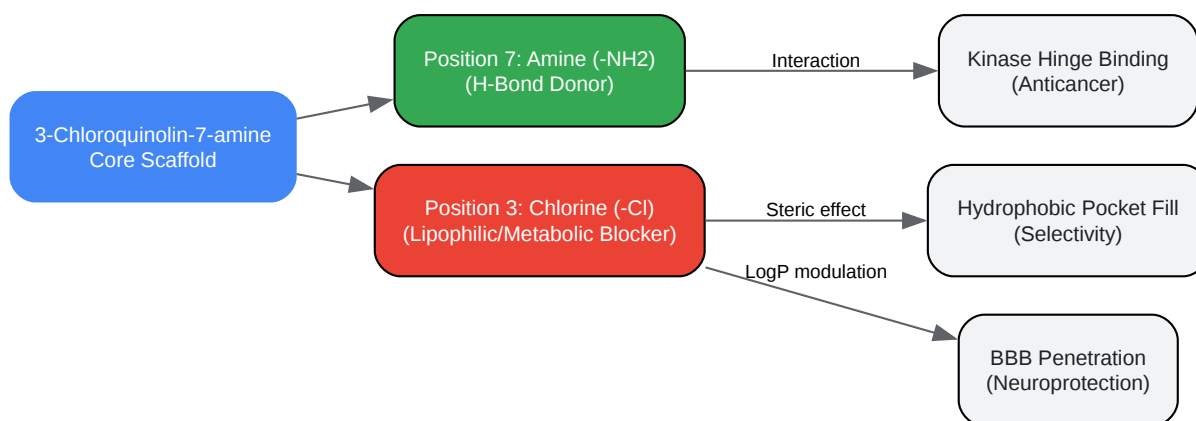 3-Chloroquinolin-7-amine
Core Scaffold
Position 7: Amine (-NH2)
(H-Bond Donor)
Interaction
Kinase Hinge Binding
(Anticancer)
Position 3: Chlorine (-Cl)
(Lipophilic/Metabolic Blocker)
Steric effect
Hydrophobic Pocket Fill
(Selectivity)
LogP modulation
BBB Penetration
(Neuroprotection)